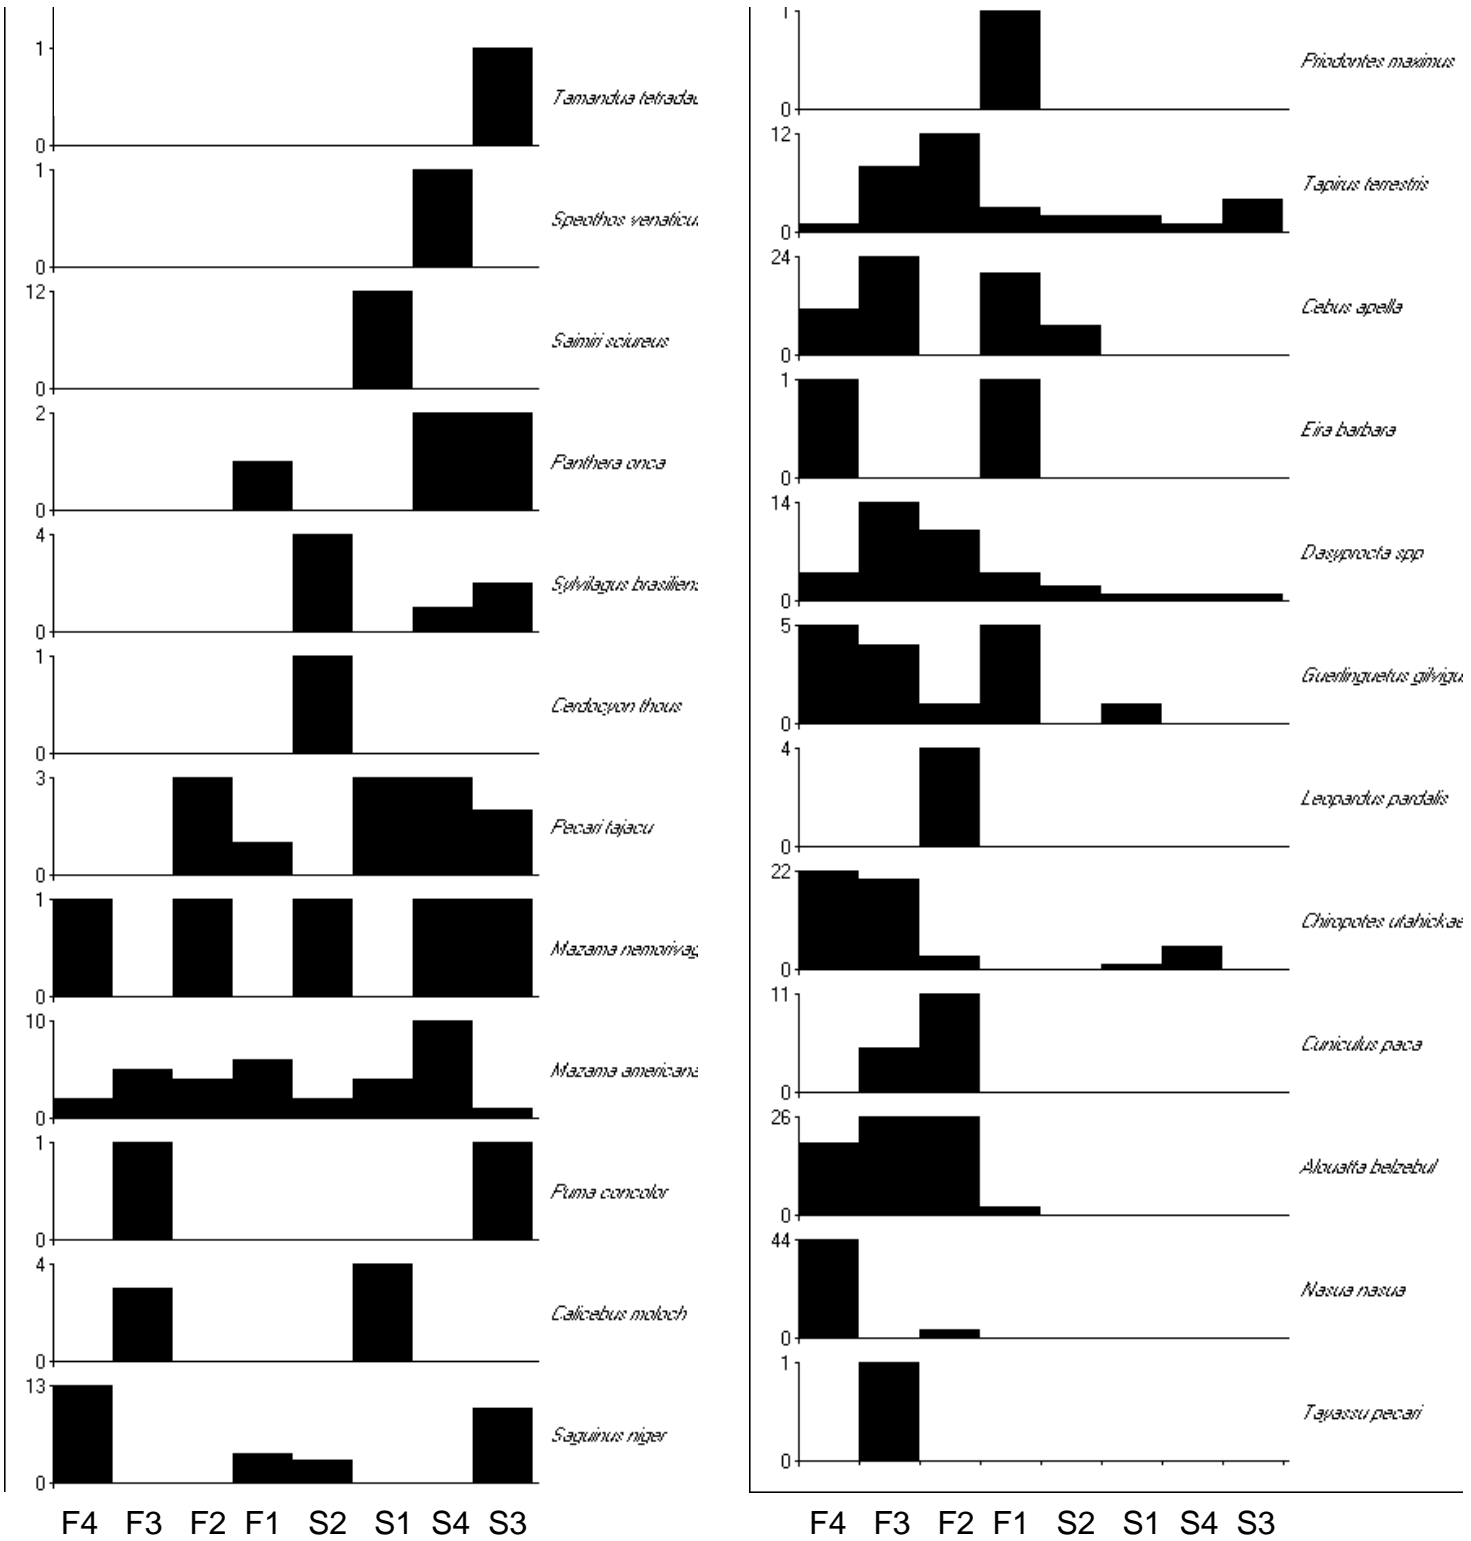 1
0
Tamandua tetradac
1
0
Speothos venaticu
12
0
Saimiri sciureus
2
0
Panthera onca
4
0
Sylvilagus brasiliens
1
0
Cerdocyon thous
3
0
Pecari tajacu
1
0
Mazama nemorivag
10
0
Mazama americana
1
0
Puma concolor
4
0
Calicebus moloch
13
0
Saguinus niger
F4 F3 F2 F1 S2 S1 S4 S3
1
0
Priodontes maximus
12
0
Tapirus terrestris
24
0
Cebus apella
1
0
Eira barbara
14
0
Dasyprocta spp
5
0
Guerlinguetus gilvigu
4
0
Leopardus pardalis
22
0
Chiropotes utahickae
11
0
Cuniculus paca
26
0
Alouatta belzebul
44
0
Nasua nasua
1
0
Tayassu pecari
F4 F3 F2 F1 S2 S1 S4 S3